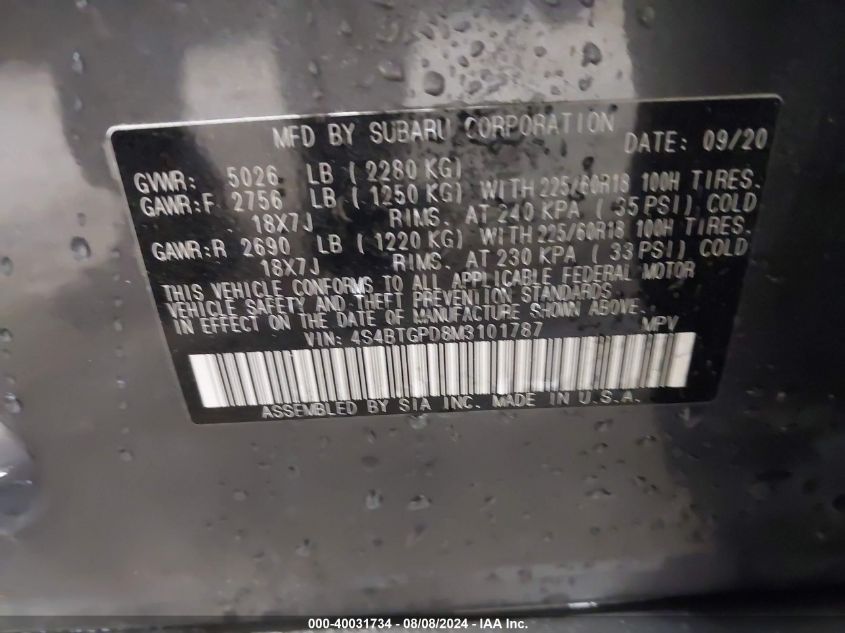 MFD BY SUBARU CORPORATION DATE: 09/20
GVWR: 5026 LB ( 2280 KG)
GAWR:F 2756 LB ( 1250 KG) WITH 225/60R18 100H TIRES.
18X7J RIMS. AT 240 KPA ( 35 PSI) COLD
GAWR:R 2690 LB ( 1220 KG) WITH 225/60R18 100H TIRES.
18X7J RIMS. AT 230 KPA ( 33 PSI) COLD
THIS VEHICLE CONFORMS TO ALL APPLICABLE FEDERAL MOTOR
VEHICLE SAFETY AND THEFT PREVENTION STANDARDS
IN EFFECT ON THE DATE OF MANUFACTURE SHOWN ABOVE.
VIN: 4S4BTGPD8M3101787 MPV
ASSEMBLED BY SIA INC. MADE IN U.S.A.
000-40031734 - 08/08/2024 - IAA Inc.